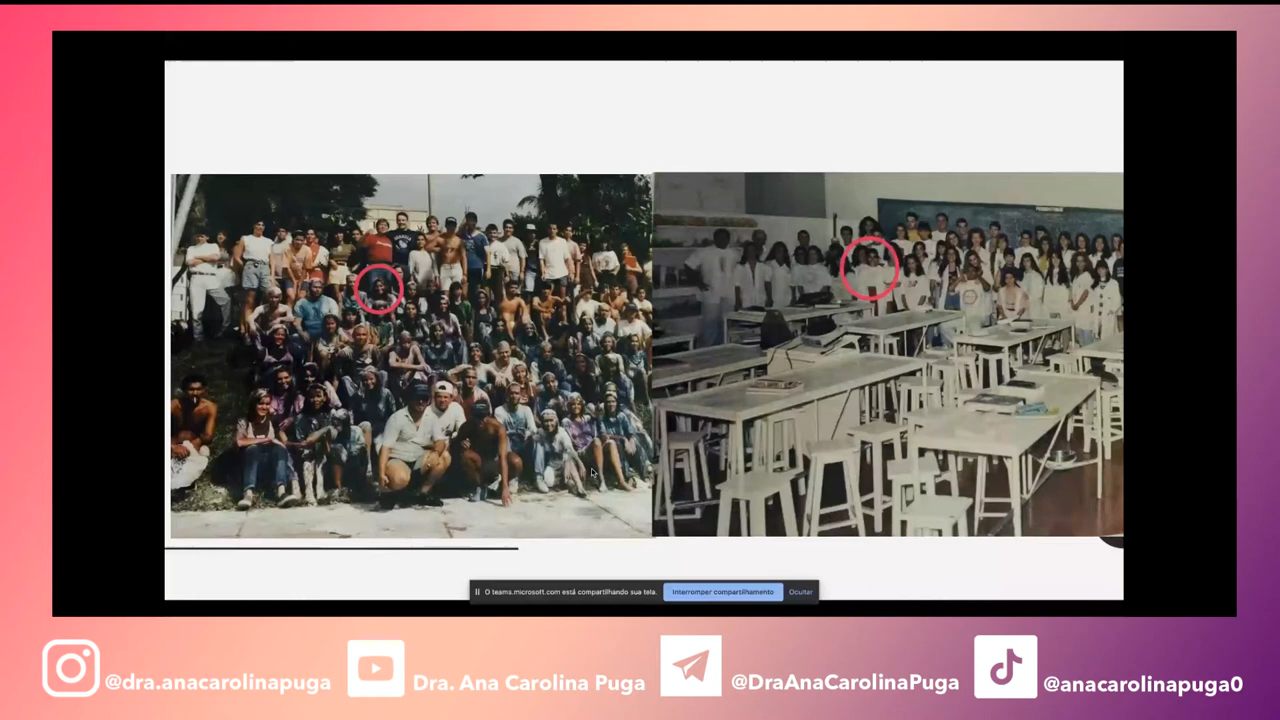 O teams.microsoft.com está compartilhando sua tela.
Interromper compartilhamento
Ocultar
@dra.anacarolinapuga
Dra. Ana Carolina Puga
@DraAnaCarolinaPuga
@anacarolinapuga0